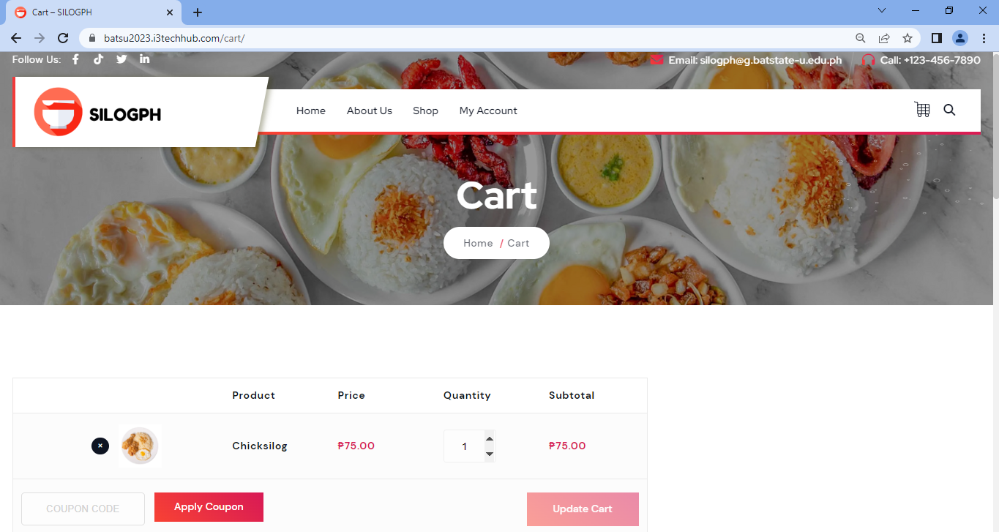 Cart – SILOGPH
batsu2023.i3techhub.com/cart/
Follow Us:
Email: silogph@g.batstate-u.edu.ph
Call: +123-456-7890
SILOGPH
Home About Us Shop My Account
Cart
Home / Cart
Product Price Quantity Subtotal
Chicksilog ₱75.00 1 ₱75.00
COUPON CODE Apply Coupon Update Cart